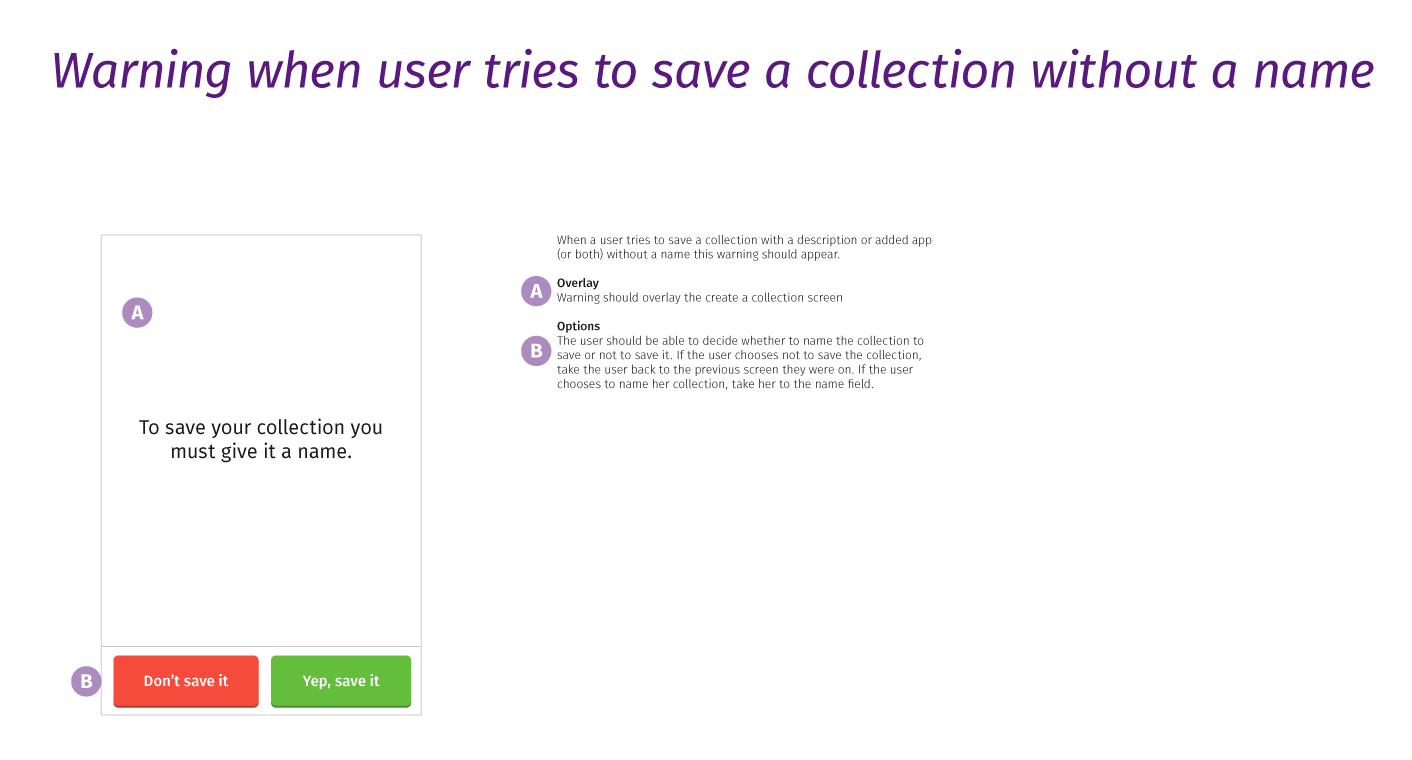 Warning when user tries to save a collection without a name
A
To save your collection you
must give it a name.
B
Don't save it
Yep, save it
When a user tries to save a collection with a description or added app
(or both) without a name this warning should appear.
A
Overlay
Warning should overlay the create a collection screen
B
Options
The user should be able to decide whether to name the collection to
save or not to save it. If the user chooses not to save the collection,
take the user back to the previous screen they were on. If the user
chooses to name her collection, take her to the name field.